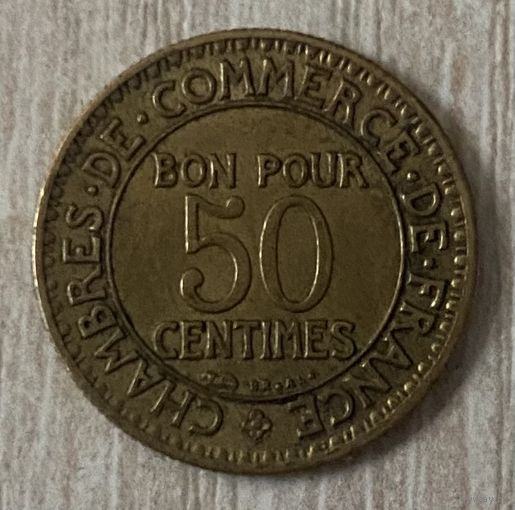 CHAMBRES · DE · COMMERCE · DE · FRANCE
BON POUR
50
CENTIMES